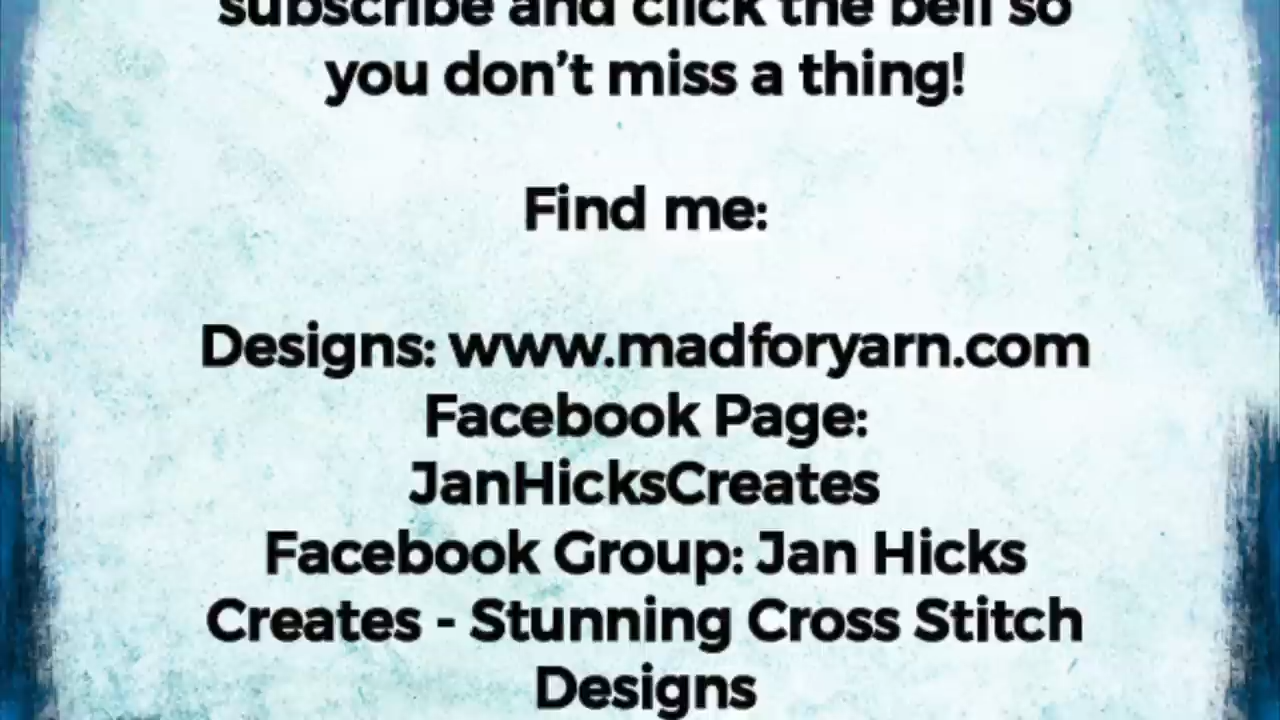 subscribe and click the bell so
you don’t miss a thing!
Find me:
Designs: www.madforyarn.com
Facebook Page:
JanHicksCreates
Facebook Group: Jan Hicks
Creates - Stunning Cross Stitch
Designs